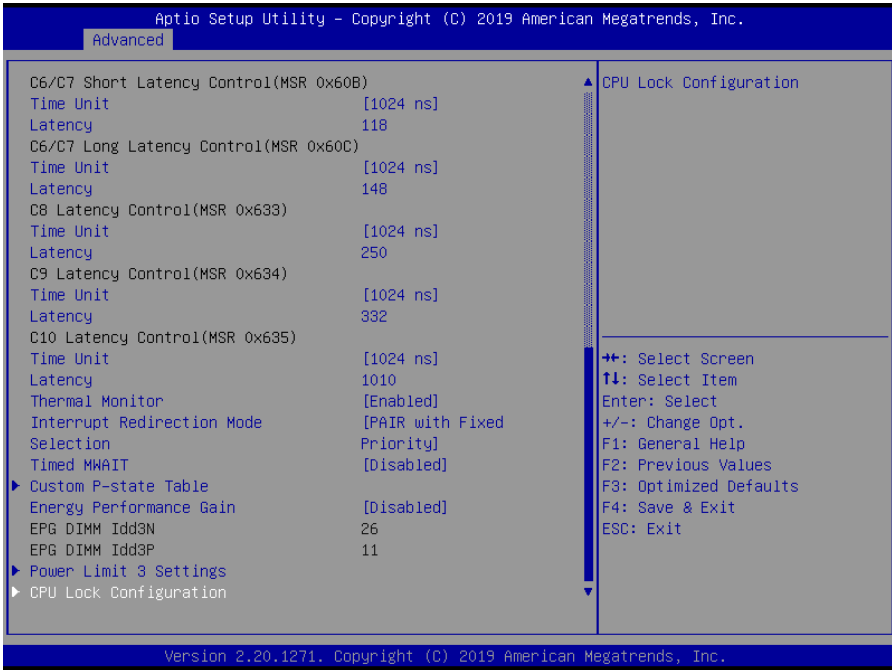 Aptio Setup Utility – Copyright (C) 2019 American Megatrends, Inc.
Advanced
C6/C7 Short Latency Control(MSR 0x60B)
Time Unit [1024 ns]
Latency 118
C6/C7 Long Latency Control(MSR 0x60C)
Time Unit [1024 ns]
Latency 148
C8 Latency Control(MSR 0x633)
Time Unit [1024 ns]
Latency 250
C9 Latency Control(MSR 0x634)
Time Unit [1024 ns]
Latency 332
C10 Latency Control(MSR 0x635)
Time Unit [1024 ns]
Latency 1010
Thermal Monitor [Enabled]
Interrupt Redirection Mode [PAIR with Fixed
Selection Priority]
Timed MWAIT [Disabled]
Custom P-state Table
Energy Performance Gain [Disabled]
EPG DIMM Idd3N 26
EPG DIMM Idd3P 11
Power Limit 3 Settings
CPU Lock Configuration
CPU Lock Configuration
→←: Select Screen
↑↓: Select Item
Enter: Select
+/-: Change Opt.
F1: General Help
F2: Previous Values
F3: Optimized Defaults
F4: Save & Exit
ESC: Exit
Version 2.20.1271. Copyright (C) 2019 American Megatrends, Inc.